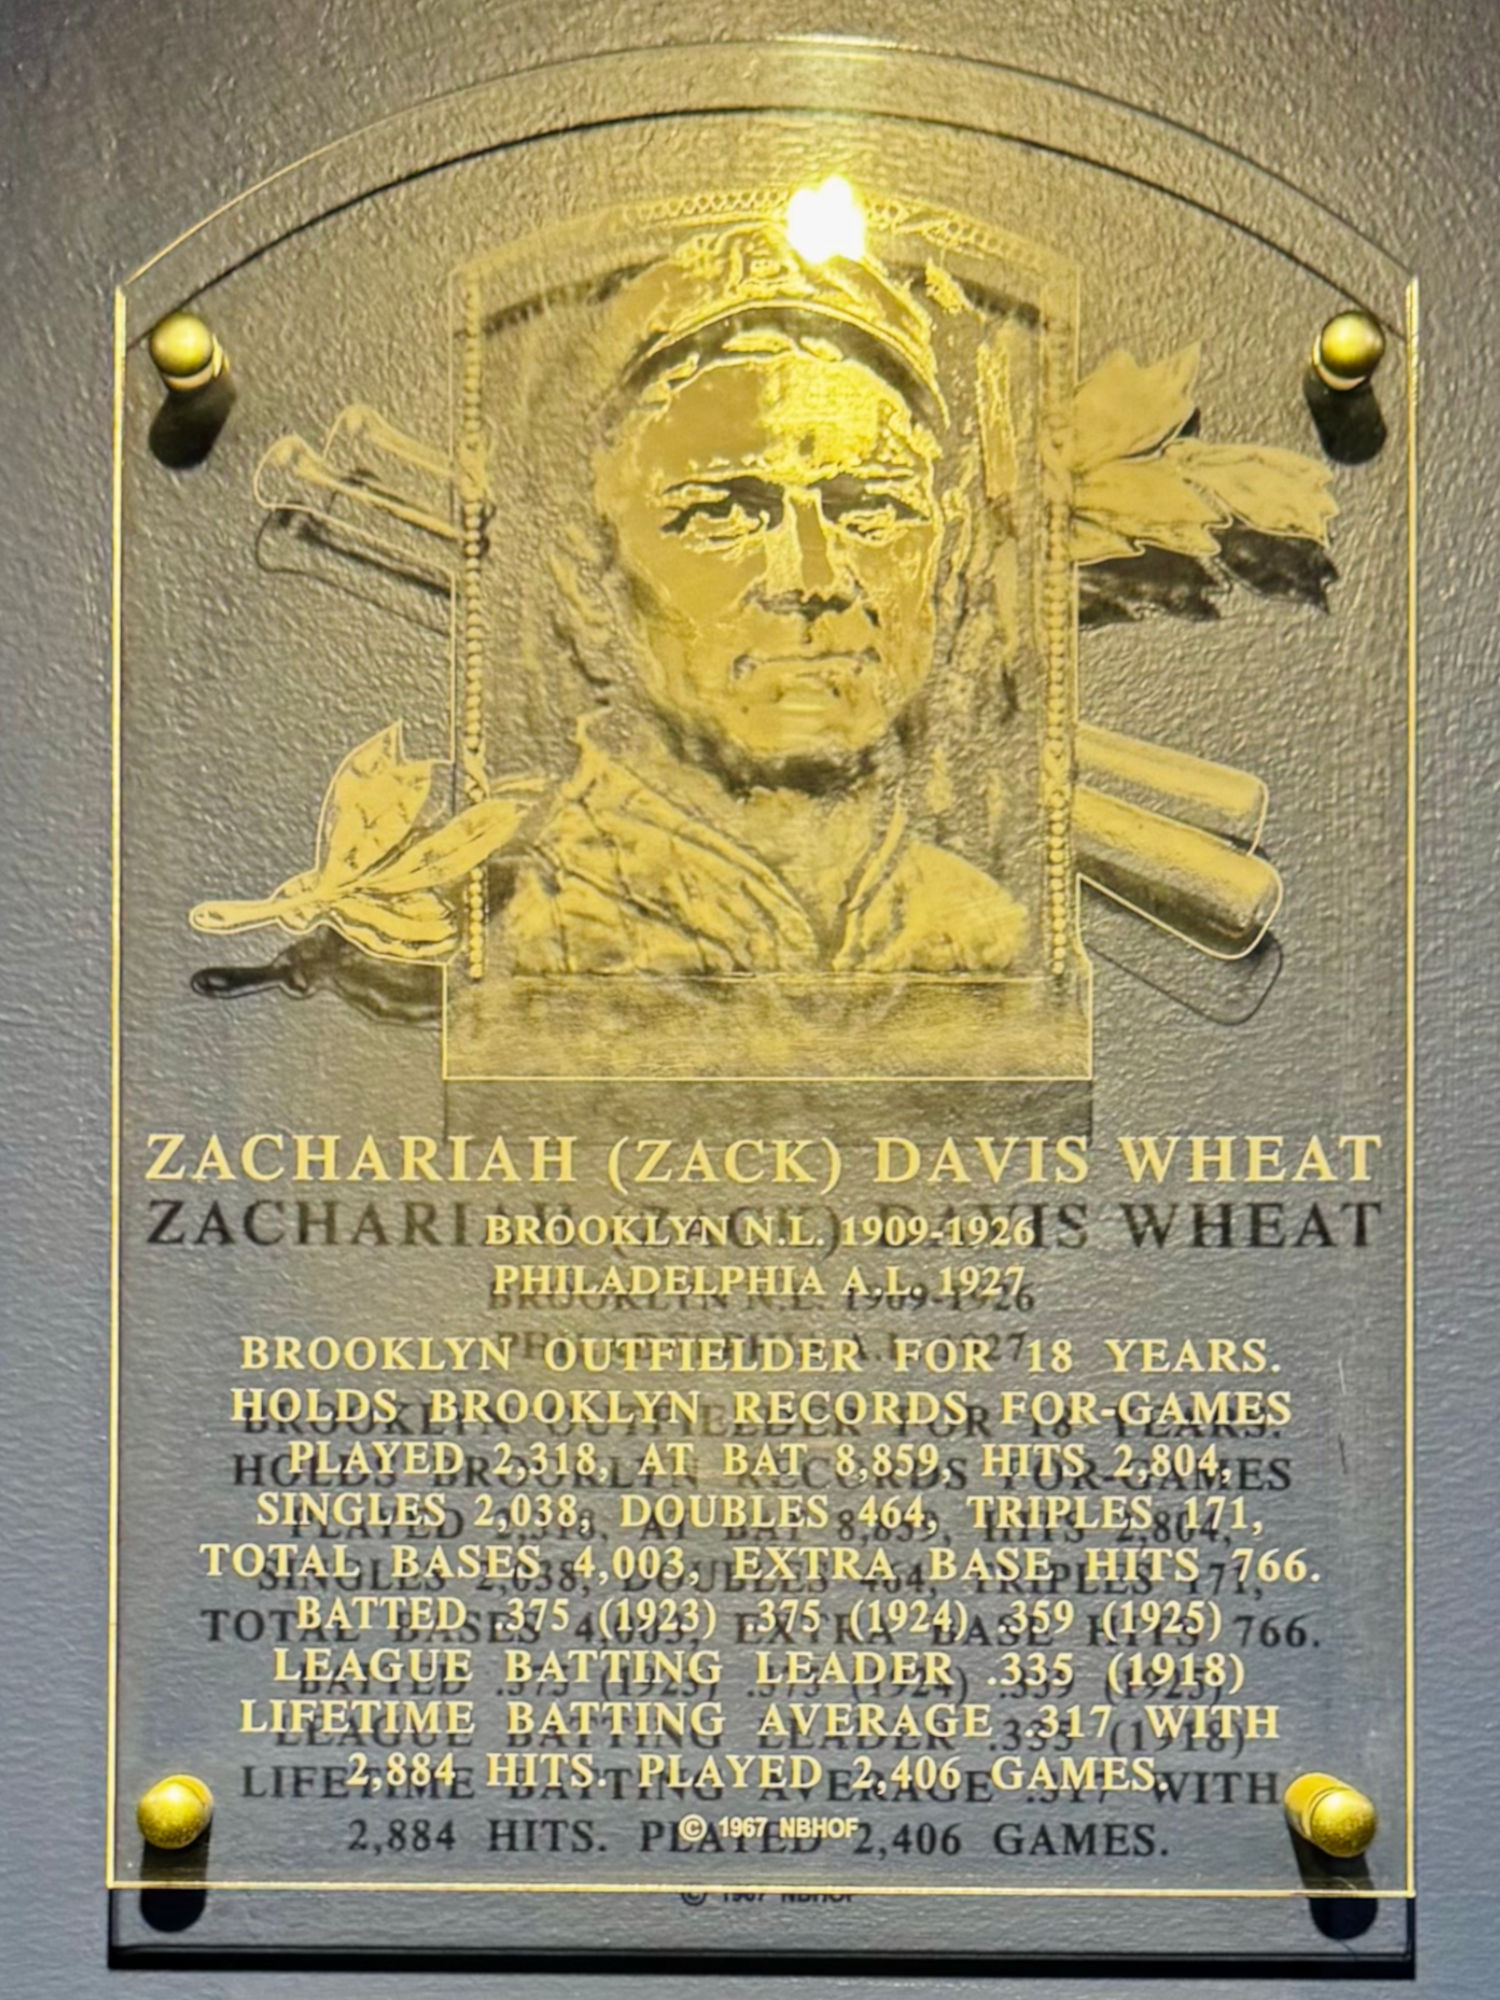 ZACHARIAH (ZACK) DAVIS WHEAT
BROOKLYN N.L. 1909-1926
PHILADELPHIA A.L. 1927
BROOKLYN OUTFIELDER FOR 18 YEARS.
HOLDS BROOKLYN RECORDS FOR-GAMES
PLAYED 2,318, AT BAT 8,859, HITS 2,804,
SINGLES 2,038, DOUBLES 464, TRIPLES 171,
TOTAL BASES 4,003, EXTRA BASE HITS 766.
BATTED .375 (1923) .375 (1924) .359 (1925)
LEAGUE BATTING LEADER .335 (1918)
LIFETIME BATTING AVERAGE .317 WITH
2,884 HITS. PLAYED 2,406 GAMES.
© 1967 NBHOF